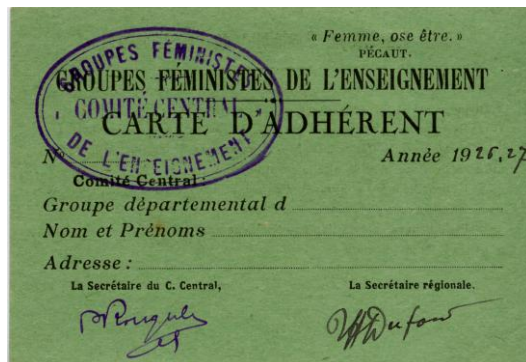 « Femme, ose être. »
PÉCAUT.
GROUPES FÉMINISTES DE L'ENSEIGNEMENT
GROUPES FÉMINISTES
COMITÉ CENTRAL
DE L'ENSEIGNEMENT
CARTE D'ADHÉRENT
N°
Année 1926,27
Comité Central:
Groupe départemental d
Nom et Prénoms
Adresse :
La Secrétaire du C. Central,
La Secrétaire régionale.